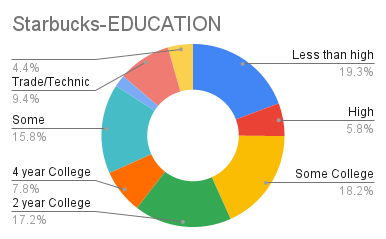 Starbucks-EDUCATION
4.4%
Trade/Technic
9.4%
Some
15.8%
4 year College
7.8%
2 year College
17.2%
Less than high
19.3%
High
5.8%
Some College
18.2%